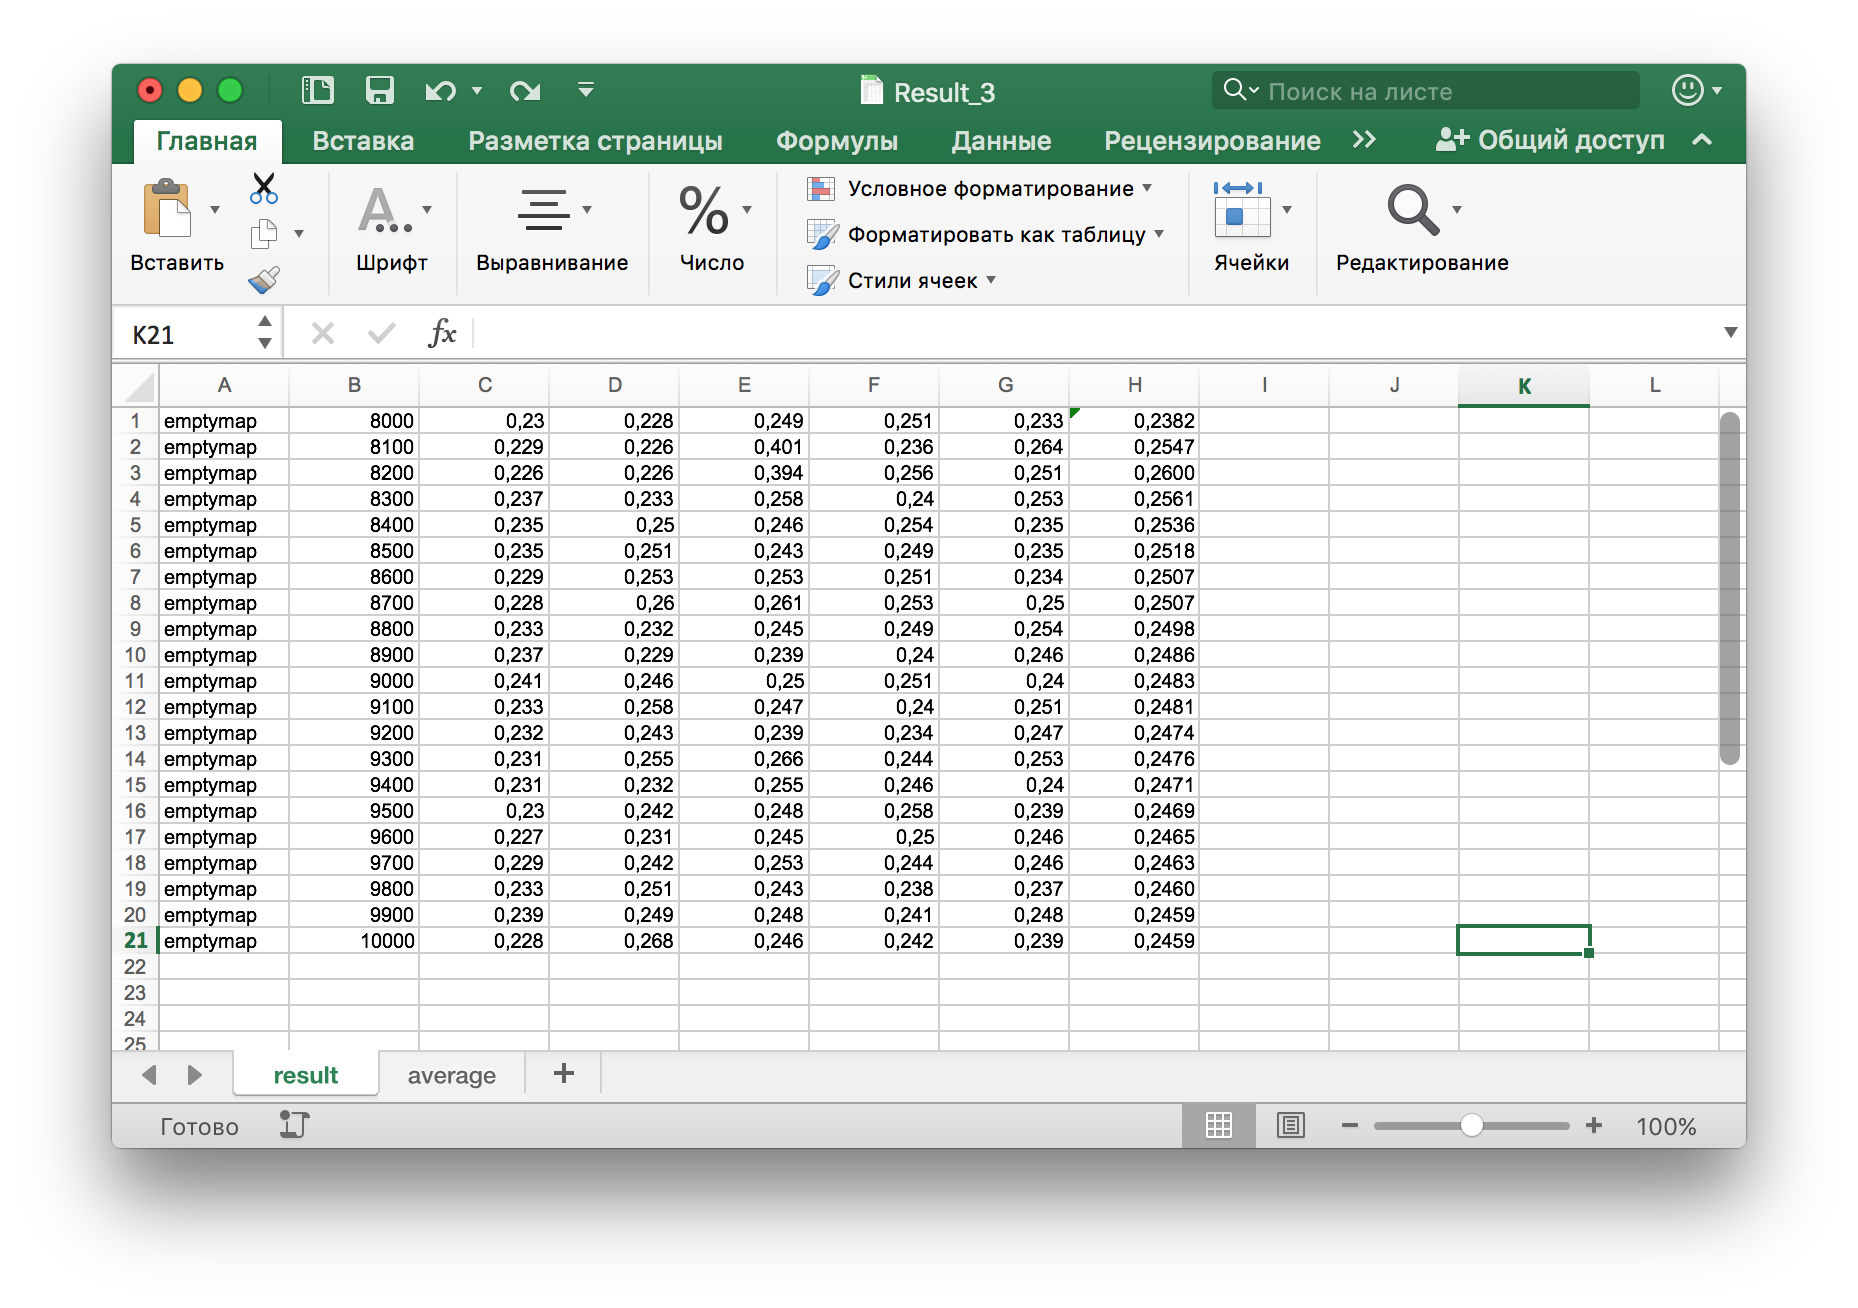 Result_3
Поиск на листе
Главная Вставка Разметка страницы Формулы Данные Рецензирование >> Общий доступ
Вставить Шрифт Выравнивание % Число Условное форматирование Форматировать как таблицу Стили ячеек Ячейки Редактирование
K21 fx
A B C D E F G H I J K L
1 emptymap 8000 0,23 0,228 0,249 0,251 0,233 0,2382
2 emptymap 8100 0,229 0,226 0,401 0,236 0,264 0,2547
3 emptymap 8200 0,226 0,226 0,394 0,256 0,251 0,2600
4 emptymap 8300 0,237 0,233 0,258 0,24 0,253 0,2561
5 emptymap 8400 0,235 0,25 0,246 0,254 0,235 0,2536
6 emptymap 8500 0,235 0,251 0,243 0,249 0,235 0,2518
7 emptymap 8600 0,229 0,253 0,253 0,251 0,234 0,2507
8 emptymap 8700 0,228 0,26 0,261 0,253 0,25 0,2507
9 emptymap 8800 0,233 0,232 0,245 0,249 0,254 0,2498
10 emptymap 8900 0,237 0,229 0,239 0,24 0,246 0,2486
11 emptymap 9000 0,241 0,246 0,25 0,251 0,24 0,2483
12 emptymap 9100 0,233 0,258 0,247 0,24 0,251 0,2481
13 emptymap 9200 0,232 0,243 0,239 0,234 0,247 0,2474
14 emptymap 9300 0,231 0,255 0,266 0,244 0,253 0,2476
15 emptymap 9400 0,231 0,232 0,255 0,246 0,24 0,2471
16 emptymap 9500 0,23 0,242 0,248 0,258 0,239 0,2469
17 emptymap 9600 0,227 0,231 0,245 0,25 0,246 0,2465
18 emptymap 9700 0,229 0,242 0,253 0,244 0,246 0,2463
19 emptymap 9800 0,233 0,251 0,243 0,238 0,237 0,2460
20 emptymap 9900 0,239 0,249 0,248 0,241 0,248 0,2459
21 emptymap 10000 0,228 0,268 0,246 0,242 0,239 0,2459
22
23
24
25
result average +
Готово 100%